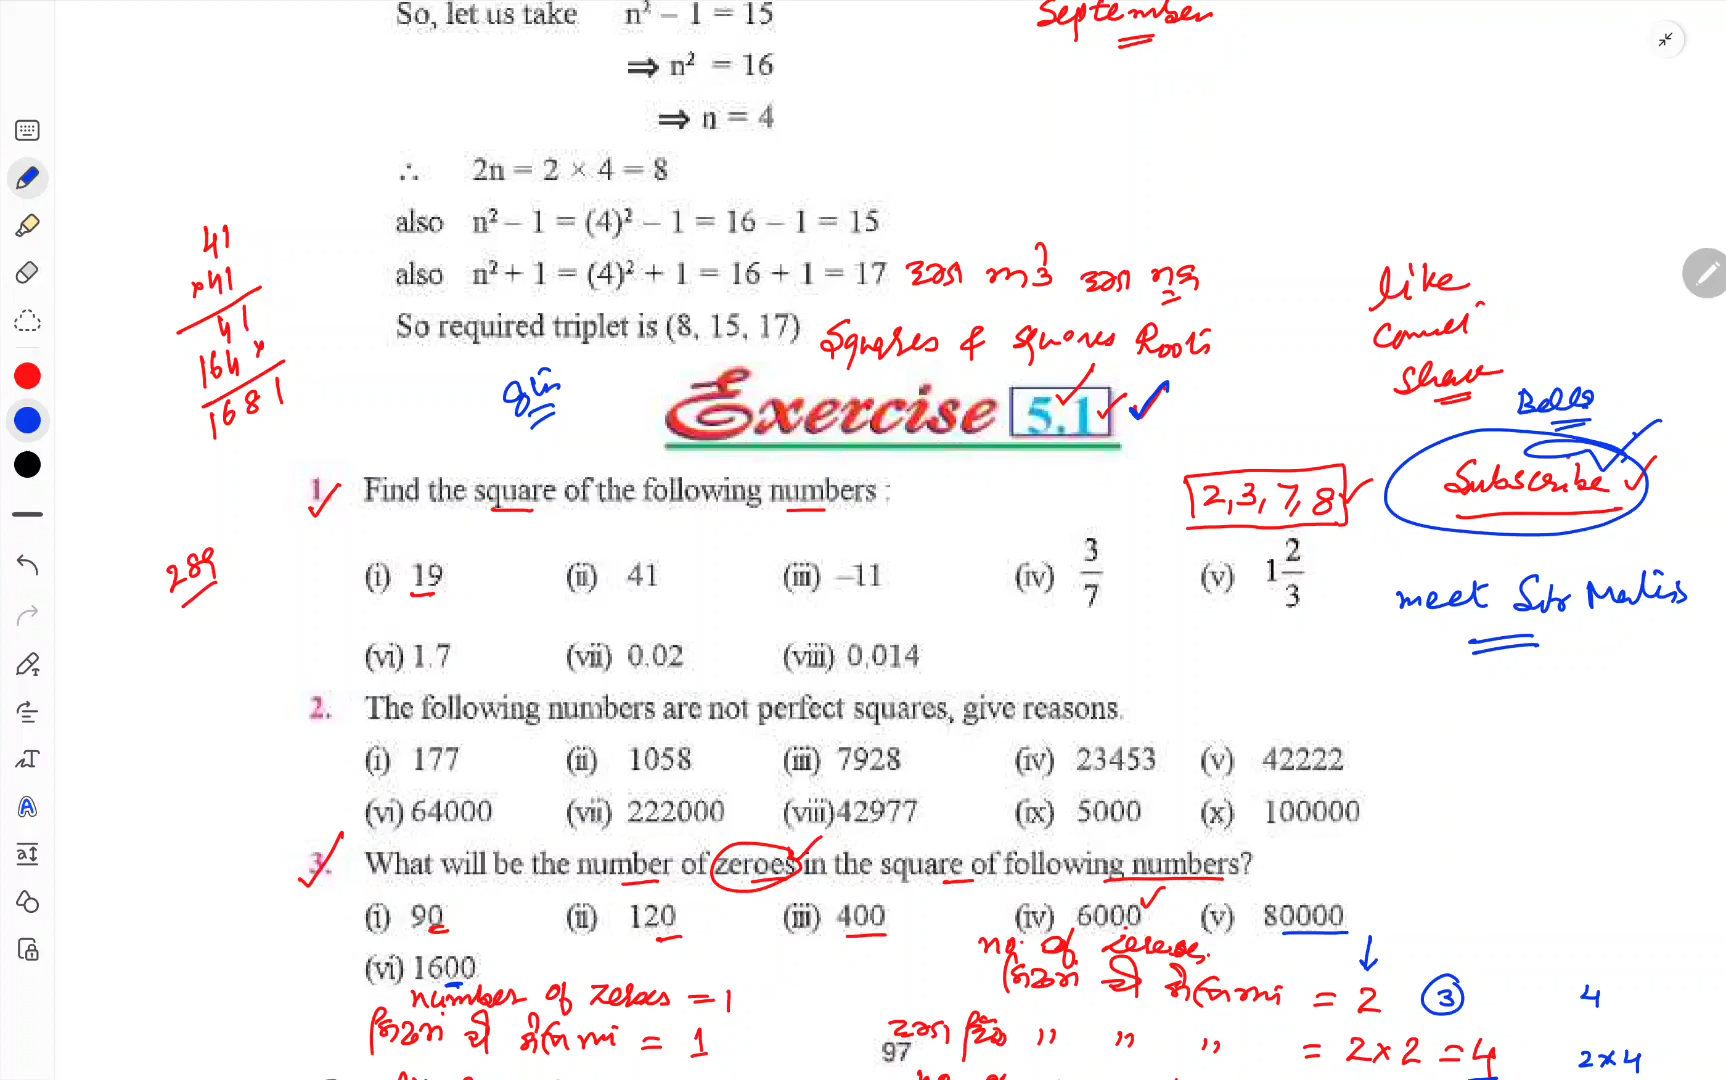 So, let us take n² – 1 = 15
September
⇒ n² = 16
⇒ n = 4
∴ 2n = 2 × 4 = 8
also n² – 1 = (4)² – 1 = 16 – 1 = 15
also n² + 1 = (4)² + 1 = 16 + 1 = 17
So required triplet is (8, 15, 17)
Squares & Squares Roots
41
×41
41
164×
1681
like
share
Bells
Subscribe
Exercise 5.1
1. Find the square of the following numbers :
2, 3, 7, 8
289
(i) 19 (ii) 41 (iii) –11 (iv) 3/7 (v) 1 2/3
meet
(vi) 1.7 (vii) 0.02 (viii) 0.014
2. The following numbers are not perfect squares, give reasons.
(i) 177 (ii) 1058 (iii) 7928 (iv) 23453 (v) 42222
(vi) 64000 (vii) 222000 (viii) 42977 (ix) 5000 (x) 100000
3. What will be the number of zeroes in the square of following numbers?
(i) 90 (ii) 120 (iii) 400 (iv) 6000 (v) 80000
(vi) 1600
no. of zeroes.
number of zeroes = 1
= 2 3 4
= 1
97
" " " = 2×2 = 4 2×4